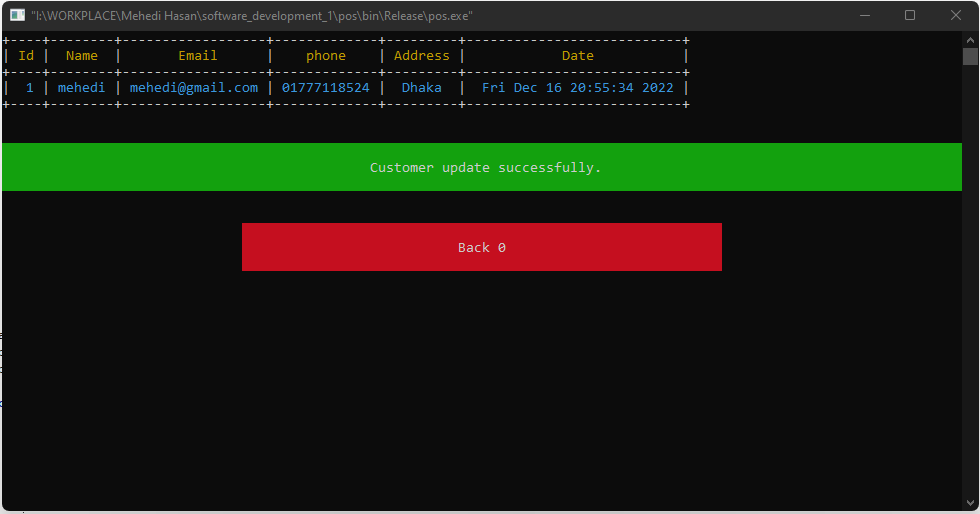 "I:\WORKPLACE\Mehedi Hasan\software_development_1\pos\bin\Release\pos.exe"
+----+--------+------------------+-------------+---------+---------------------------+
| Id |  Name  |       Email      |    phone    | Address |            Date           |
+----+--------+------------------+-------------+---------+---------------------------+
|  1 | mehedi | mehedi@gmail.com | 01777118524 |  Dhaka  |  Fri Dec 16 20:55:34 2022 |
+----+--------+------------------+-------------+---------+---------------------------+
Customer update successfully.
Back 0